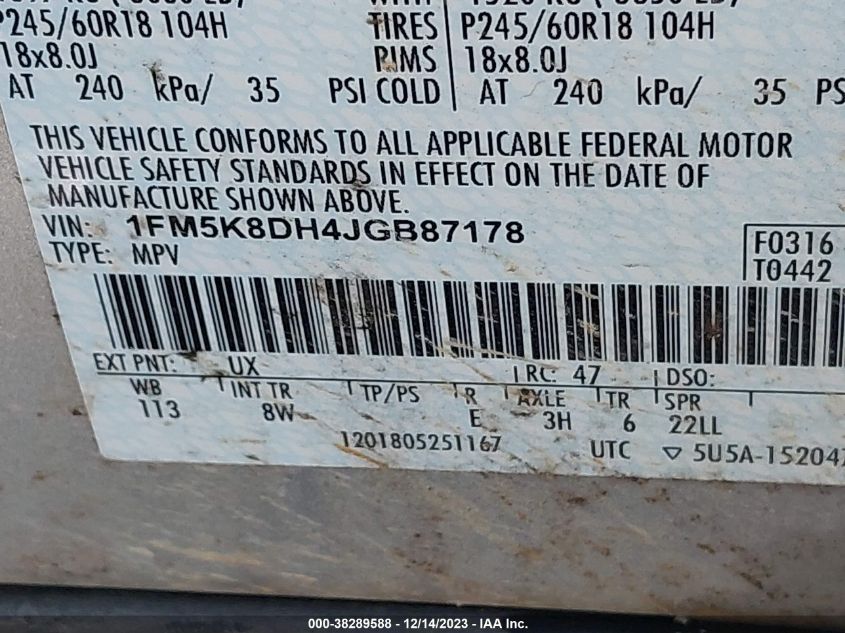 P245/60R18 104H TIRES P245/60R18 104H
18x8.0J RIMS 18x8.0J
AT 240 kPa/ 35 PSI COLD AT 240 kPa/ 35 PS
THIS VEHICLE CONFORMS TO ALL APPLICABLE FEDERAL MOTOR
VEHICLE SAFETY STANDARDS IN EFFECT ON THE DATE OF
MANUFACTURE SHOWN ABOVE.
VIN: 1FM5K8DH4JGB87178
F0316
TYPE: MPV
T0442
EXT PNT: UX RC: 47 DSO:
WB INT TR TP/PS R AXLE TR SPR
113 8W E 3H 6 22LL
1201805251167 UTC ▽ 5U5A-15204
000-38289588 - 12/14/2023 - IAA Inc.